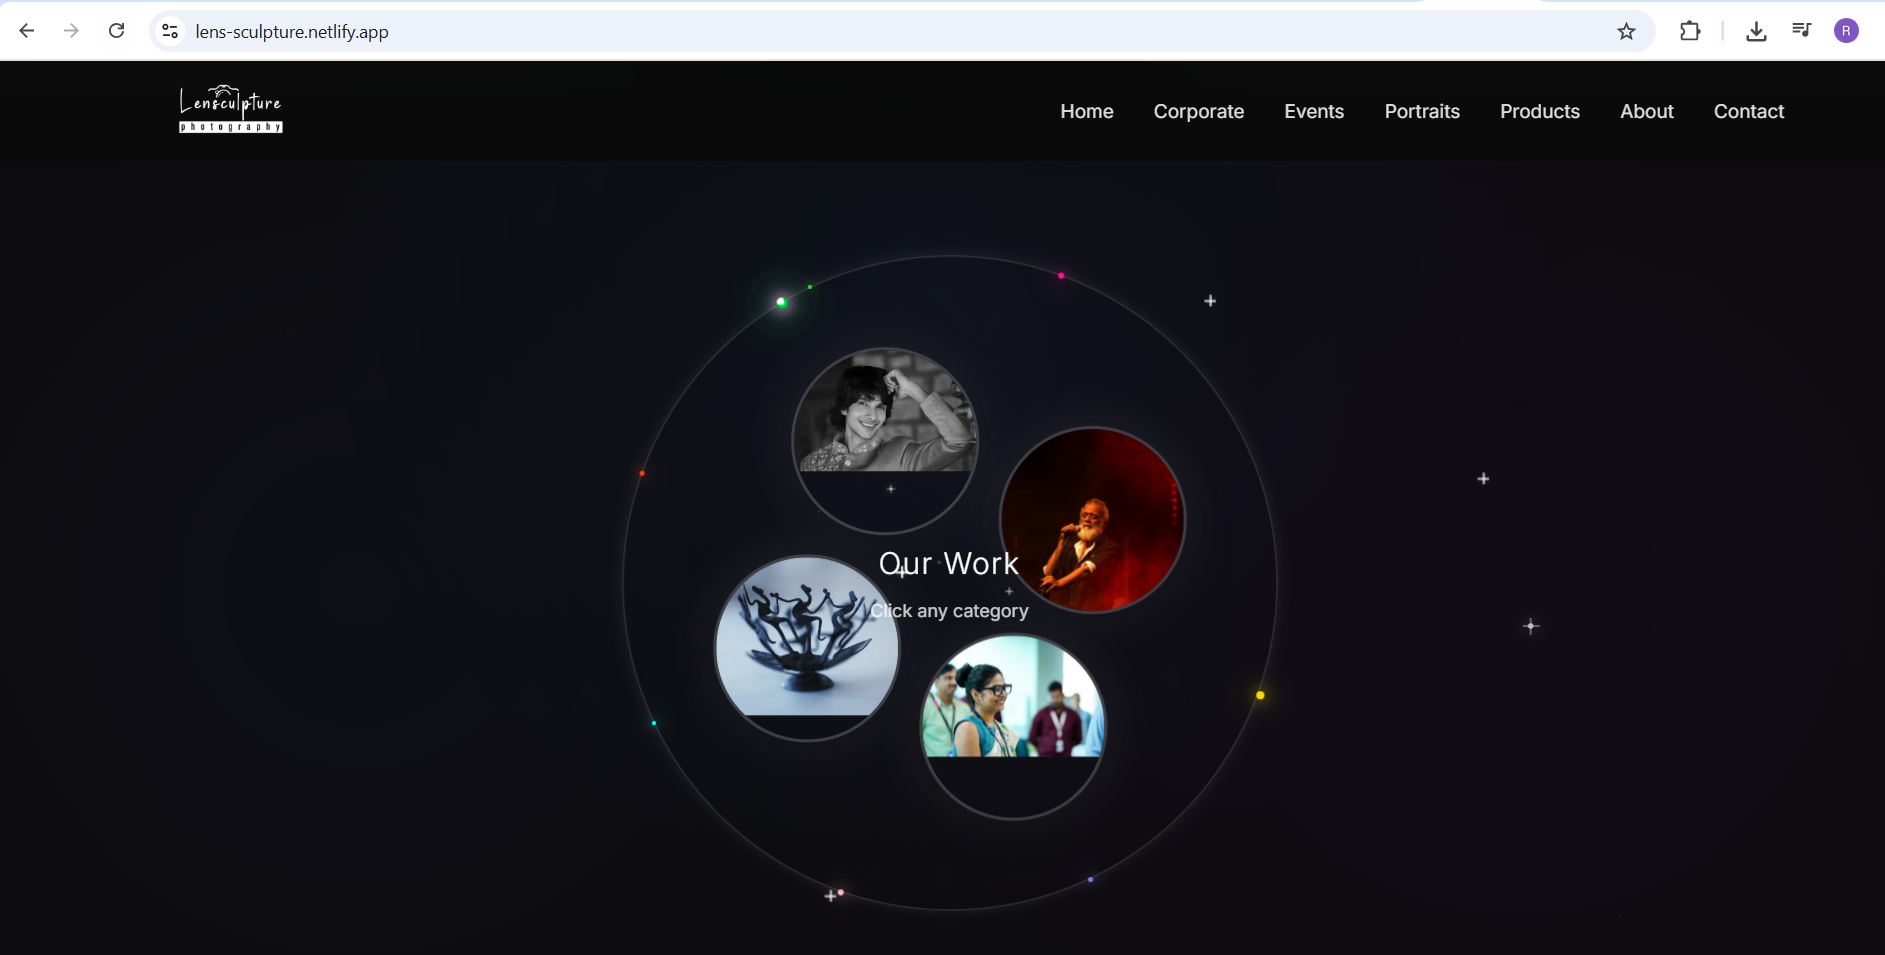 lens-sculpture.netlify.app
R
Lensculpture
photography
Home Corporate Events Portraits Products About Contact
Our Work
Click any category